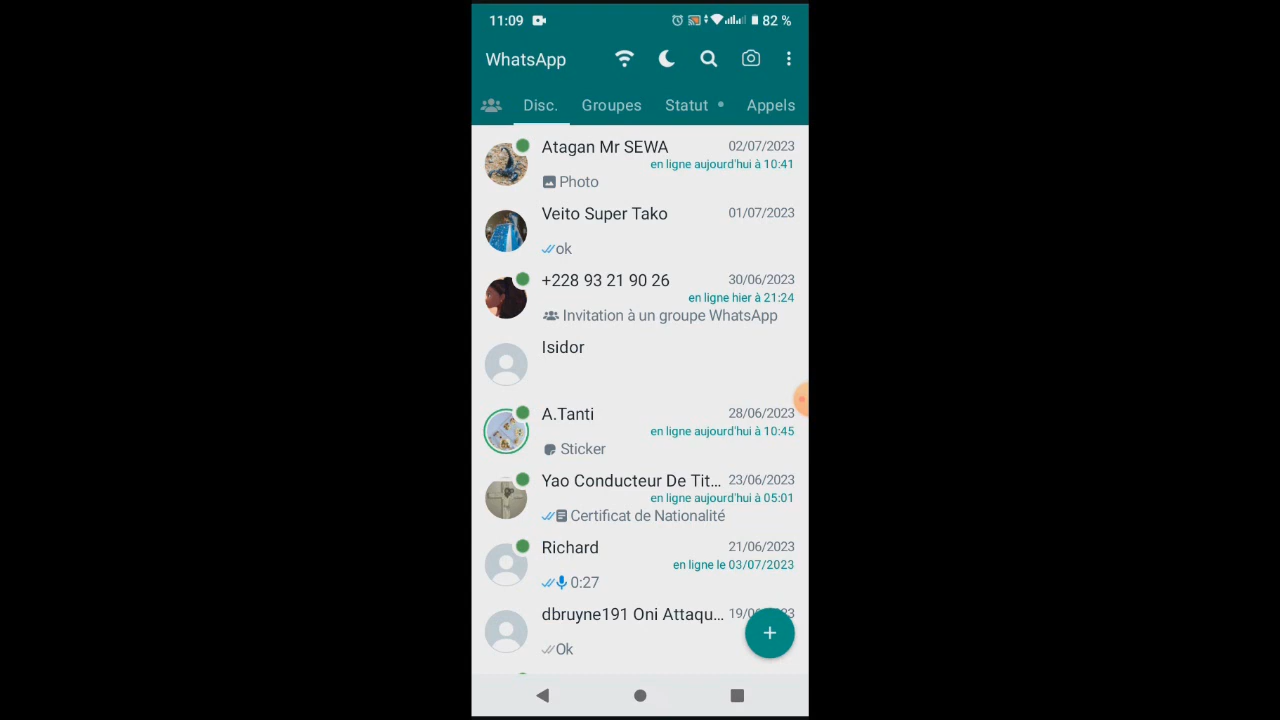 11:09 82 %
WhatsApp
Disc. Groupes Statut Appels
Atagan Mr SEWA 02/07/2023
en ligne aujourd'hui à 10:41
Photo
Veito Super Tako 01/07/2023
ok
+228 93 21 90 26 30/06/2023
en ligne hier à 21:24
Invitation à un groupe WhatsApp
Isidor
A.Tanti 28/06/2023
en ligne aujourd'hui à 10:45
Sticker
Yao Conducteur De Tit... 23/06/2023
en ligne aujourd'hui à 05:01
Certificat de Nationalité
Richard 21/06/2023
en ligne le 03/07/2023
0:27
dbruyne191 Oni Attaqu...
Ok